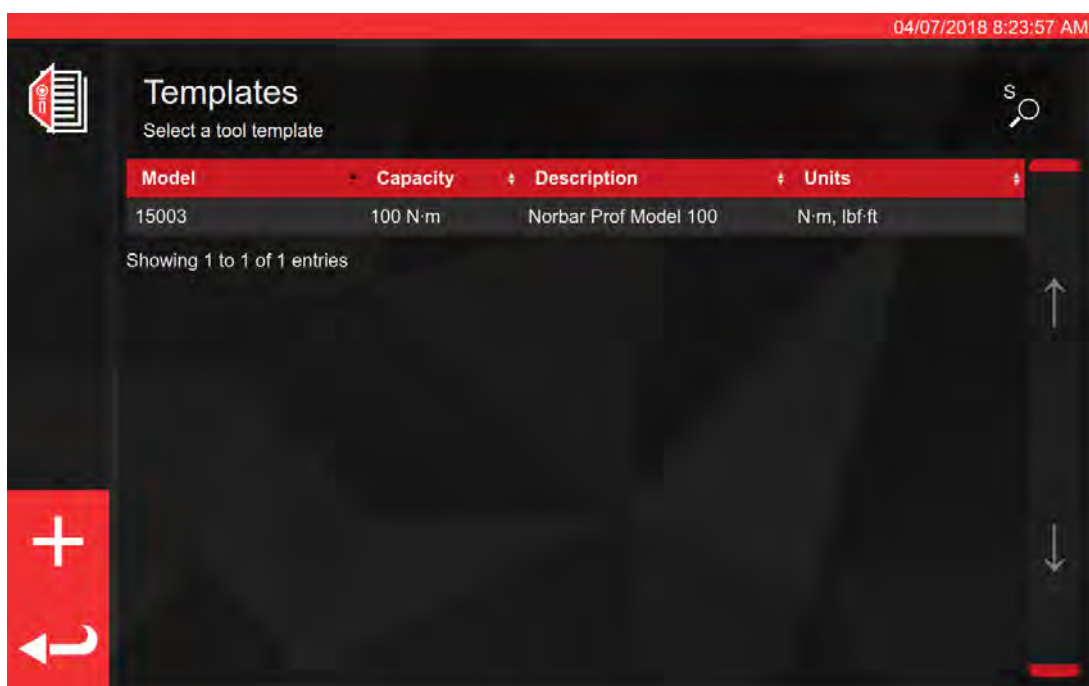 04/07/2018 8:23:57 AM
Templates
S
Select a tool template
Model Capacity Description Units
15003 100 N·m Norbar Prof Model 100 N·m, lbf·ft
Showing 1 to 1 of 1 entries